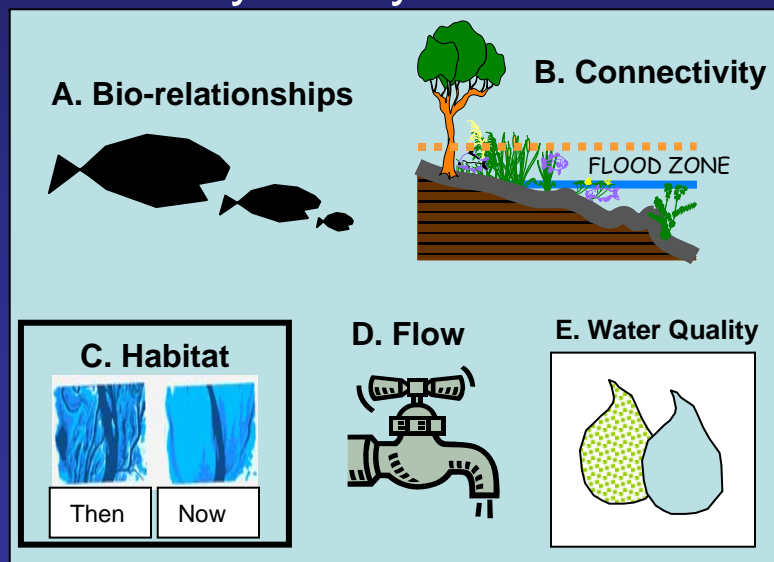 A. Bio-relationships
B. Connectivity
FLOOD ZONE
C. Habitat
Then
Now
D. Flow
E. Water Quality